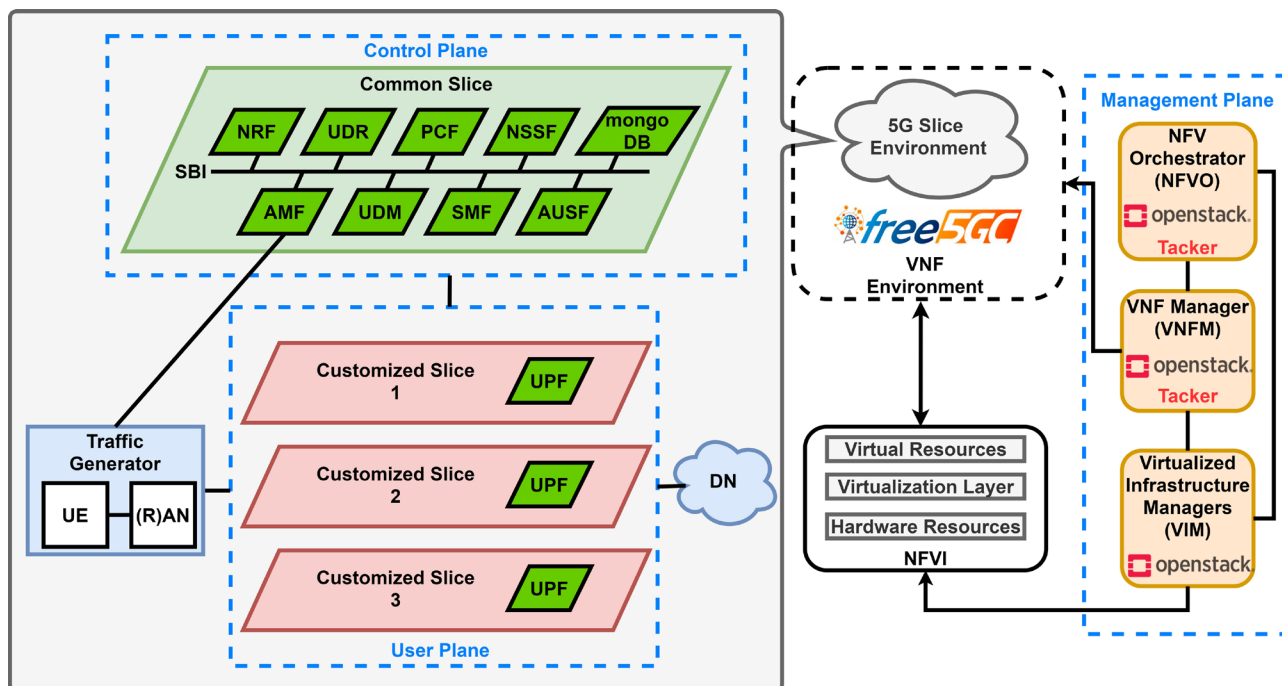 Control Plane
Common Slice
NRF
UDR
PCF
NSSF
mongo
DB
SBI
AMF
UDM
SMF
AUSF
Customized Slice
1
UPF
Customized Slice
2
UPF
Customized Slice
3
UPF
User Plane
Traffic
Generator
UE
(R)AN
DN
5G Slice
Environment
free5GC
VNF
Environment
Virtual Resources
Virtualization Layer
Hardware Resources
NFVI
Management Plane
NFV
Orchestrator
(NFVO)
openstack.
Tacker
VNF Manager
(VNFM)
openstack.
Tacker
Virtualized
Infrastructure
Managers
(VIM)
openstack.